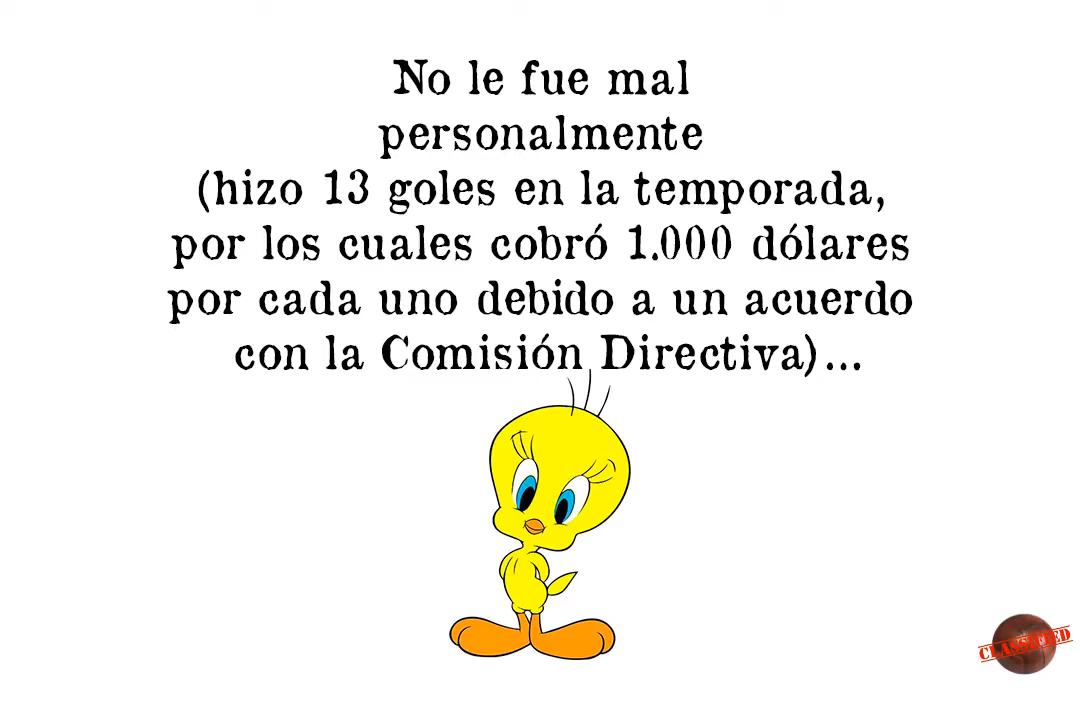 No le fue mal
personalmente
(hizo 13 goles en la temporada,
por los cuales cobró 1.000 dólares
por cada uno debido a un acuerdo
con la Comisión Directiva)...
CLASSIFIED